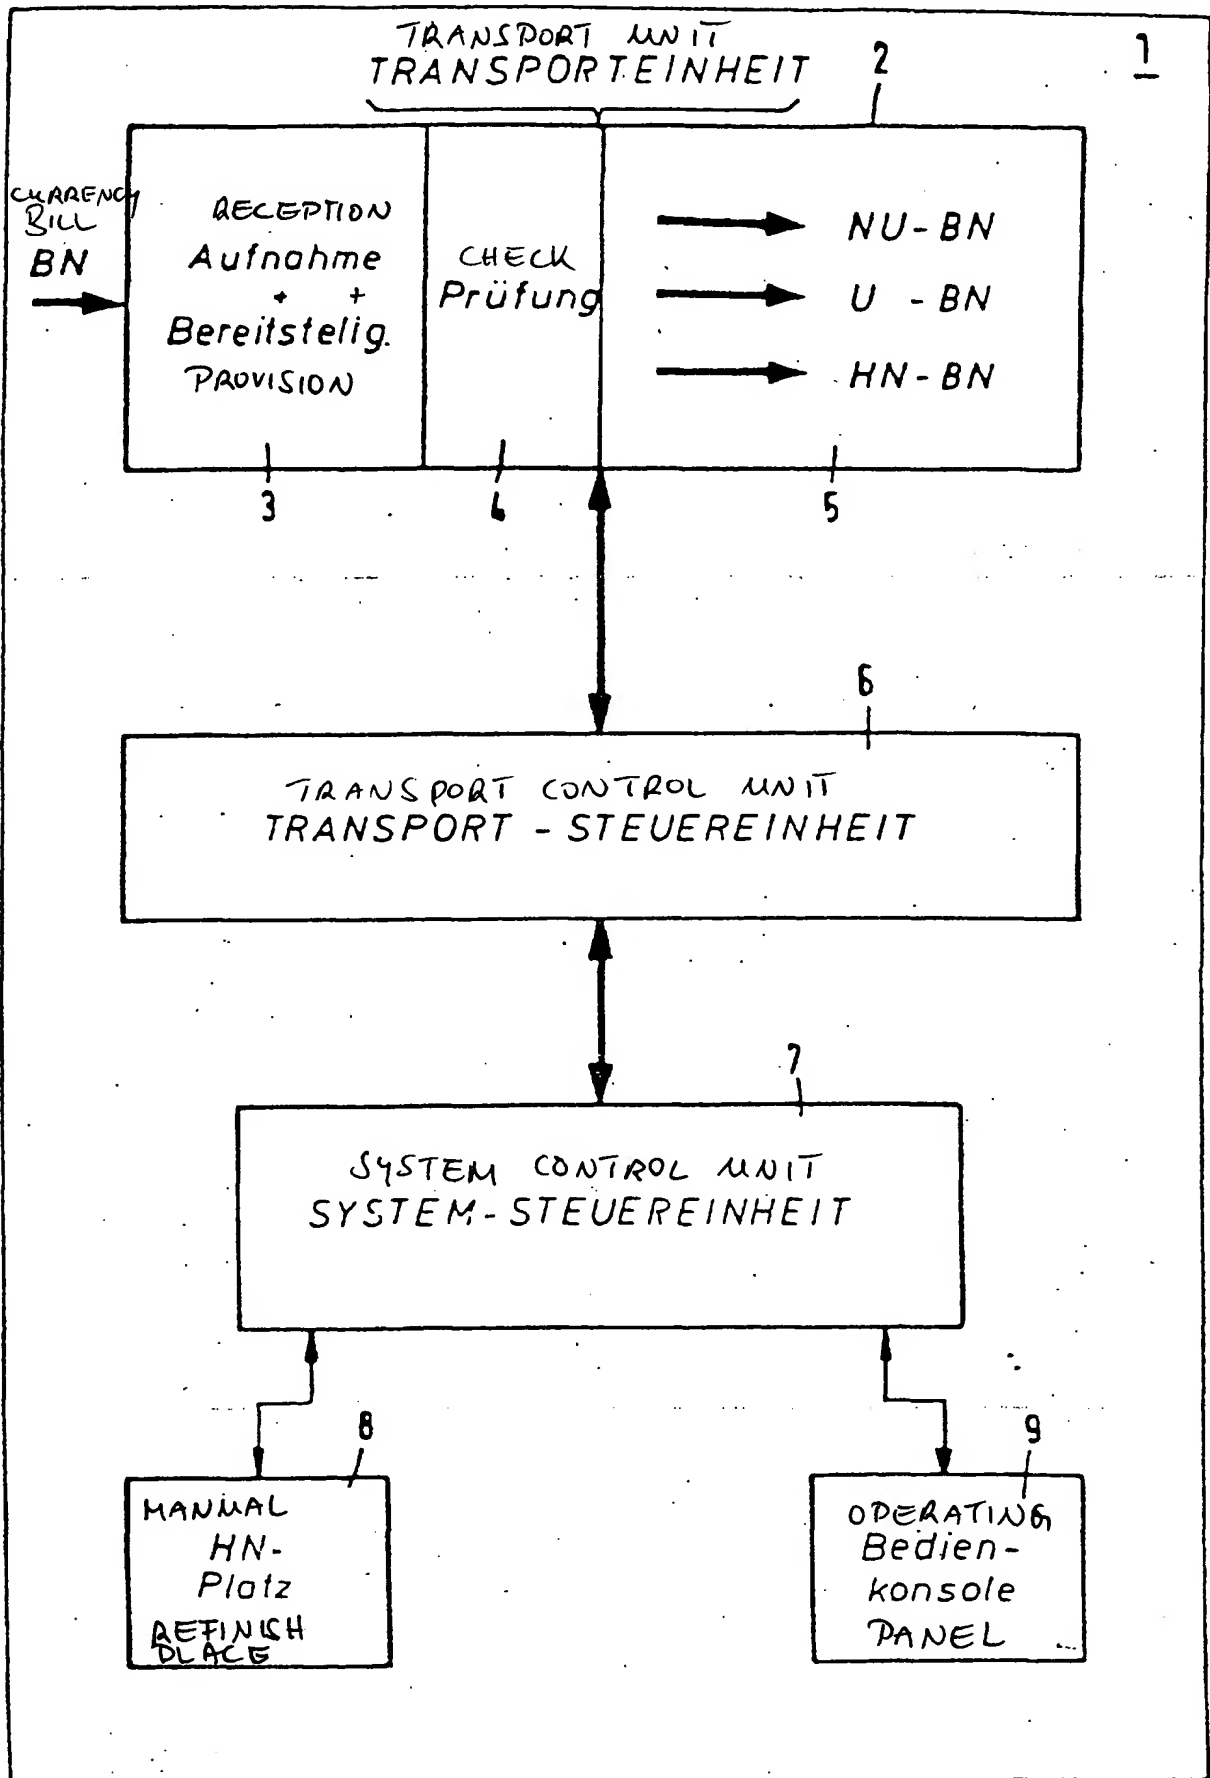 TRANSPORT UNIT
TRANSPORTEINHEIT
1
2
CURRENCY
BILL
BN
RECEPTION
Aufnahme
+ +
Bereitstellg.
PROVISION
CHECK
Prüfung
NU-BN
U -BN
HN-BN
3
4
5
6
TRANSPORT CONTROL UNIT
TRANSPORT - STEUEREINHEIT
7
SYSTEM CONTROL UNIT
SYSTEM-STEUEREINHEIT
8
MANUAL
HN-
Platz
REFINISH
PLACE
9
OPERATING
Bedien-
konsole
PANEL